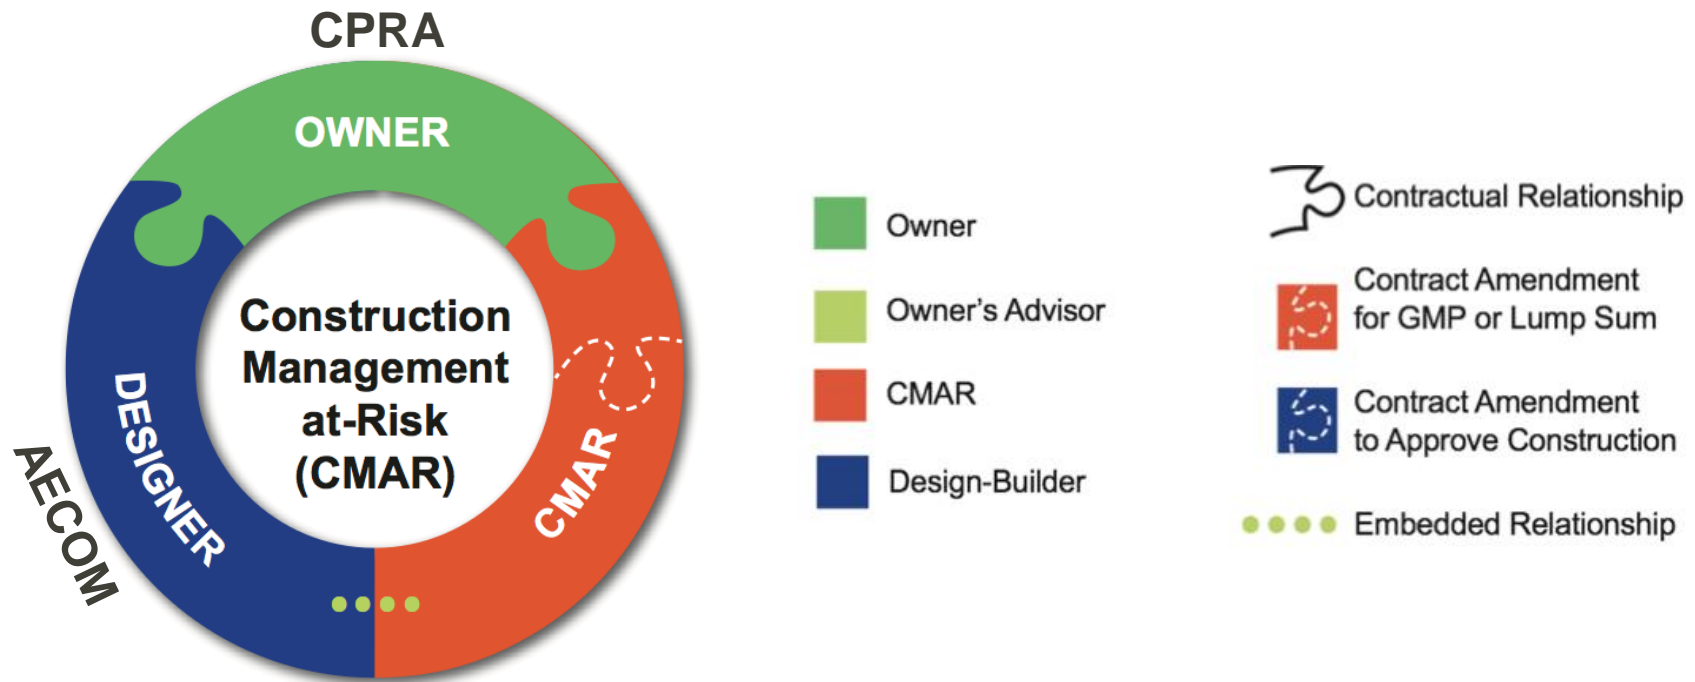 CPRA
OWNER
Construction
Management
at-Risk
(CMAR)
DESIGNER
CMAR
AECOM
Owner
Owner's Advisor
CMAR
Design-Builder
Contractual Relationship
Contract Amendment
for GMP or Lump Sum
Contract Amendment
to Approve Construction
Embedded Relationship